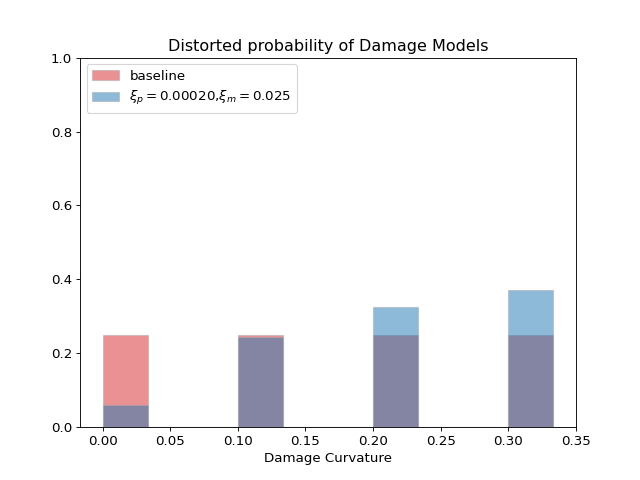 Distorted probability of Damage Models
baseline
ξp = 0.00020,ξm = 0.025
1.0
0.8
0.6
0.4
0.2
0.0
0.00 0.05 0.10 0.15 0.20 0.25 0.30 0.35
Damage Curvature